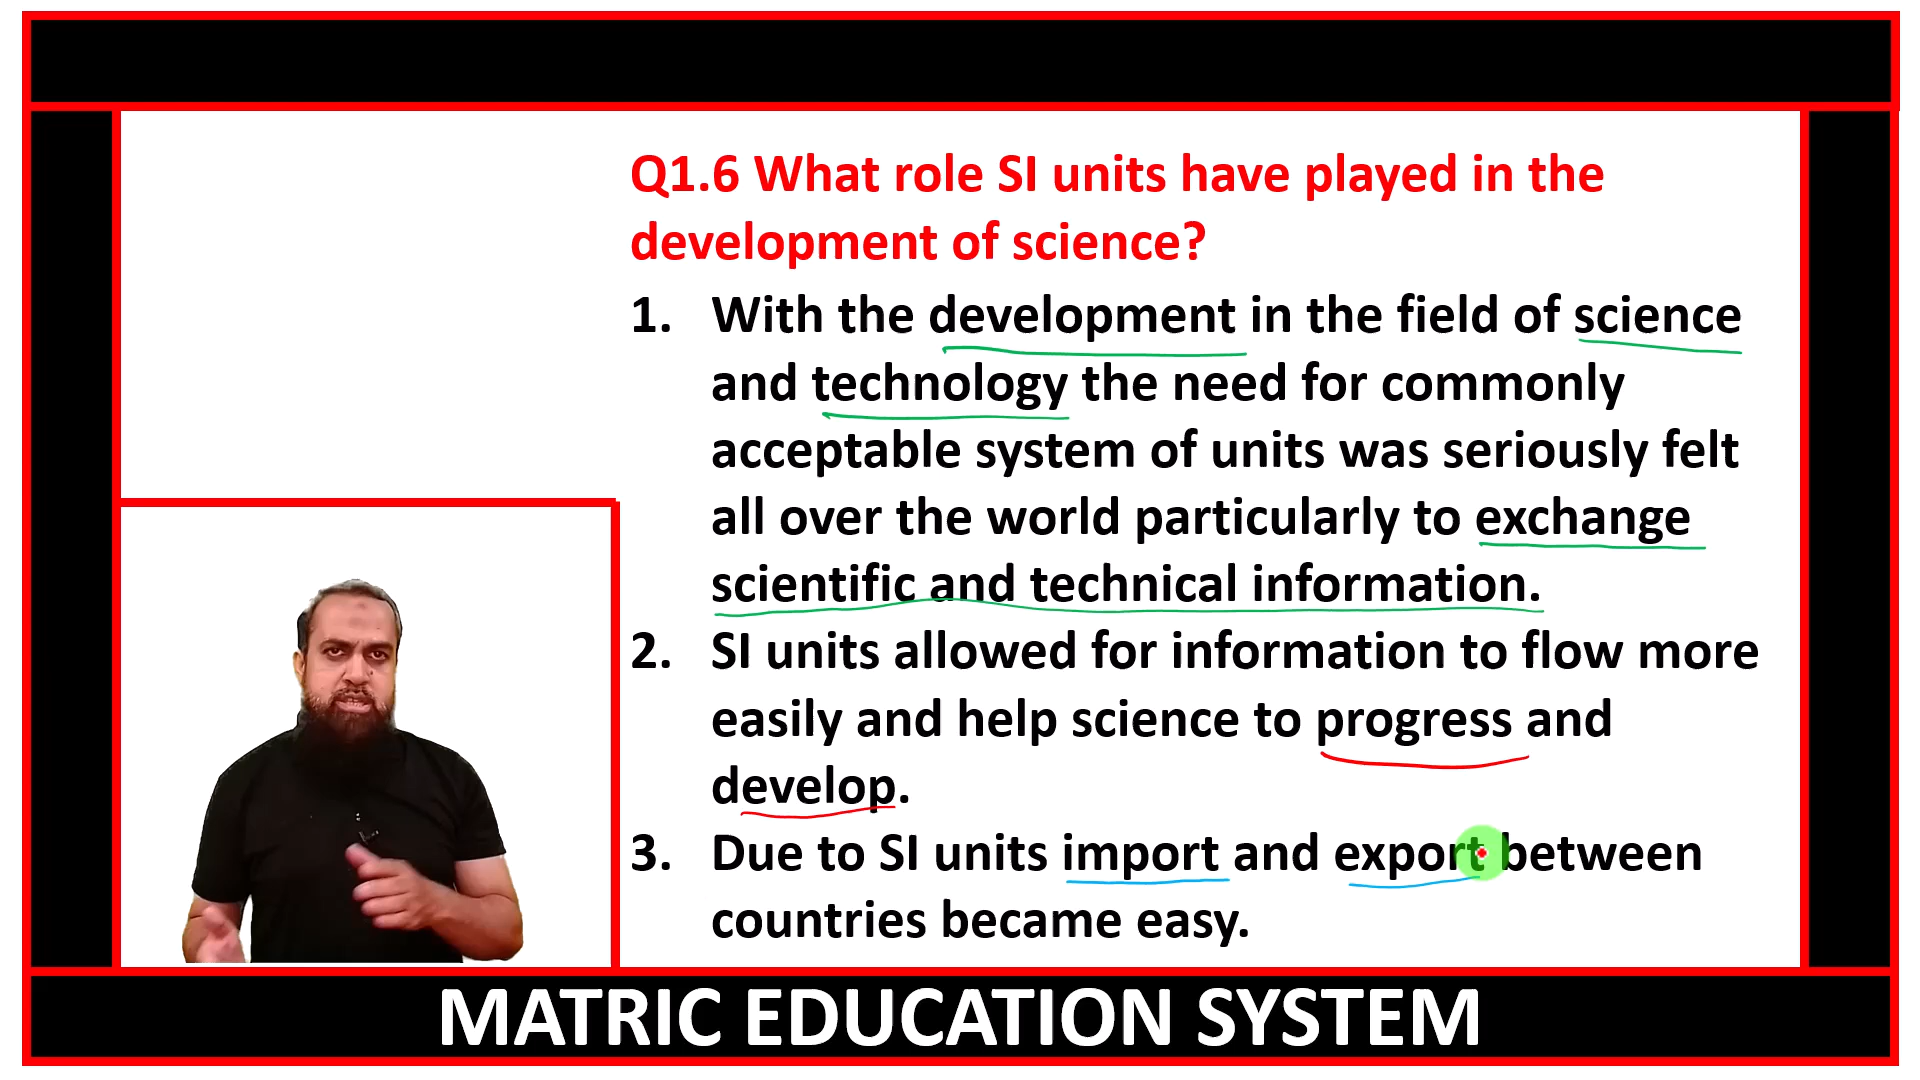 Q1.6 What role SI units have played in the
development of science?
1. With the development in the field of science
and technology the need for commonly
acceptable system of units was seriously felt
all over the world particularly to exchange
scientific and technical information.
2. SI units allowed for information to flow more
easily and help science to progress and
develop.
3. Due to SI units import and export between
countries became easy.
MATRIC EDUCATION SYSTEM